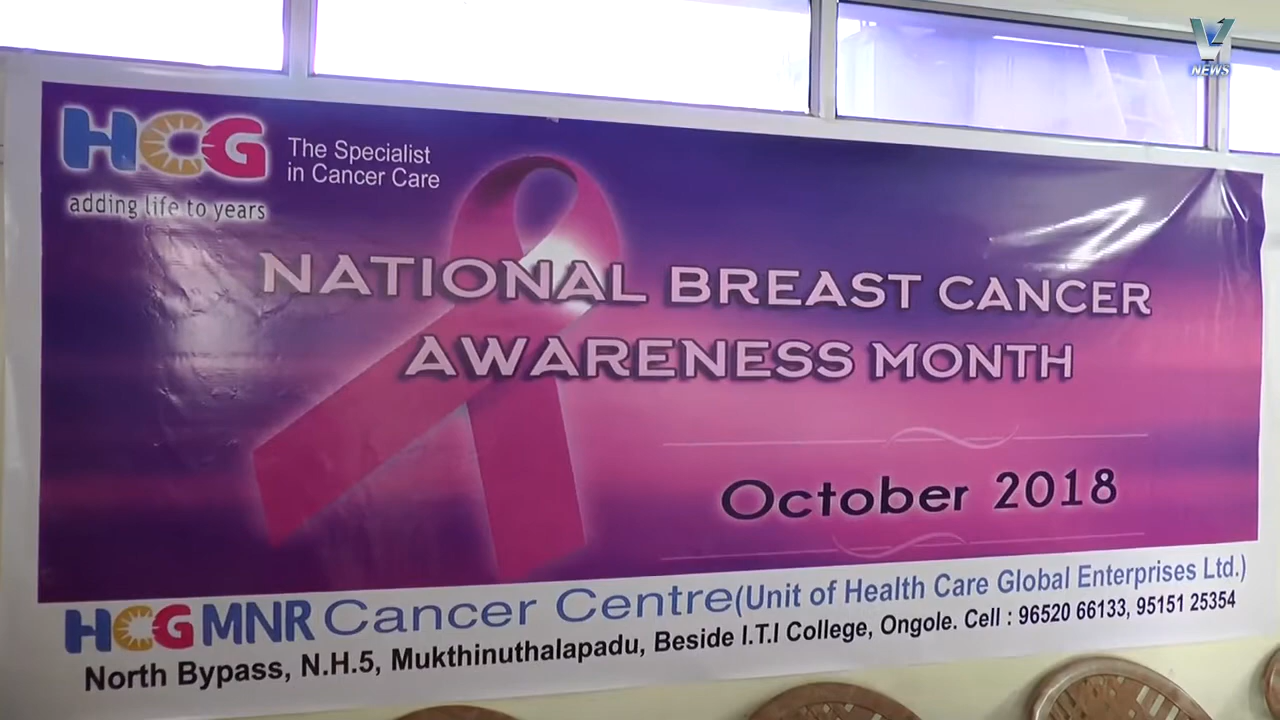 HCG
The Specialist
in Cancer Care
adding life to years
NATIONAL BREAST CANCER
AWARENESS MONTH
October 2018
HCG MNR Cancer Centre(Unit of Health Care Global Enterprises Ltd.)
North Bypass, N.H.5, Mukthinuthalapadu, Beside I.T.I College, Ongole. Cell : 96520 66133, 95151 25354
NEWS